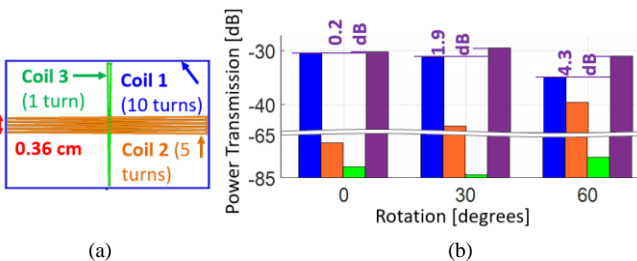 Coil 3
(1 turn)
Coil 1
(10 turns)
0.36 cm
Coil 2 (5
turns)
(a)
Power Transmission [dB]
-30
-40
-65
-85
0.2
dB
1.9
dB
4.3
dB
0
30
60
Rotation [degrees]
(b)